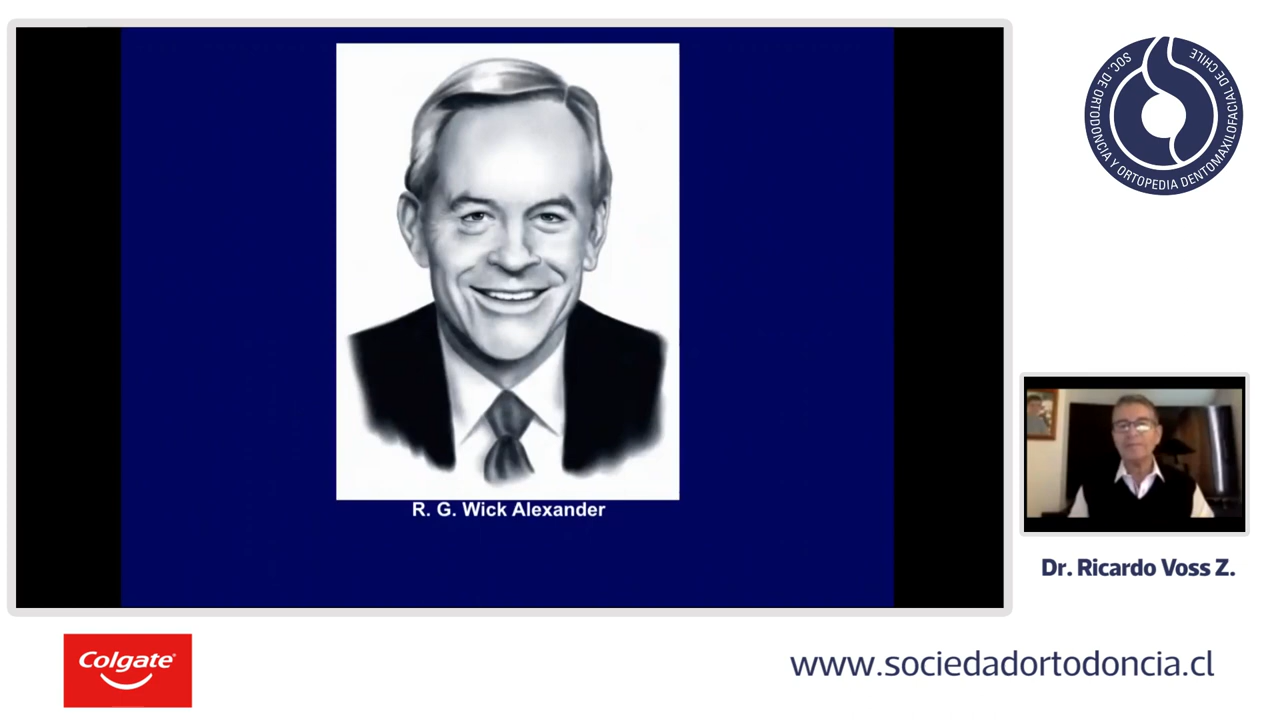 SOC. DE ORTODONCIA Y ORTOPEDIA DENTOMAXILOFACIAL DE CHILE
R. G. Wick Alexander
Dr. Ricardo Voss Z.
Colgate®
www.sociedadortodoncia.cl